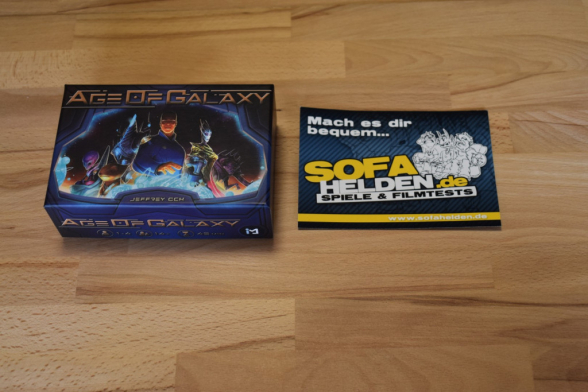 AGE OF GALAXY
JEFFREY CCH
AGE OF GALAXY
Mach es dir
bequem...
SOFA
HELDEN.de
SPIELE & FILMTESTS
www.sofahelden.de